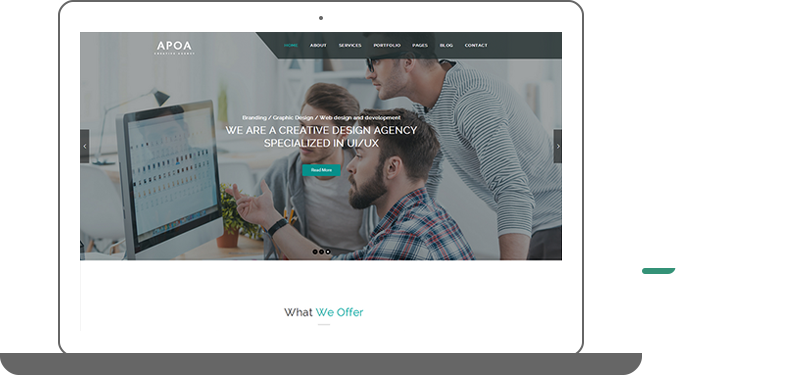 APOA
CREATIVE AGENCY
HOME ABOUT SERVICES PORTFOLIO PAGES BLOG CONTACT
Branding / Graphic Design / Web design and development
WE ARE A CREATIVE DESIGN AGENCY
SPECIALIZED IN UI/UX
Read More
What We Offer